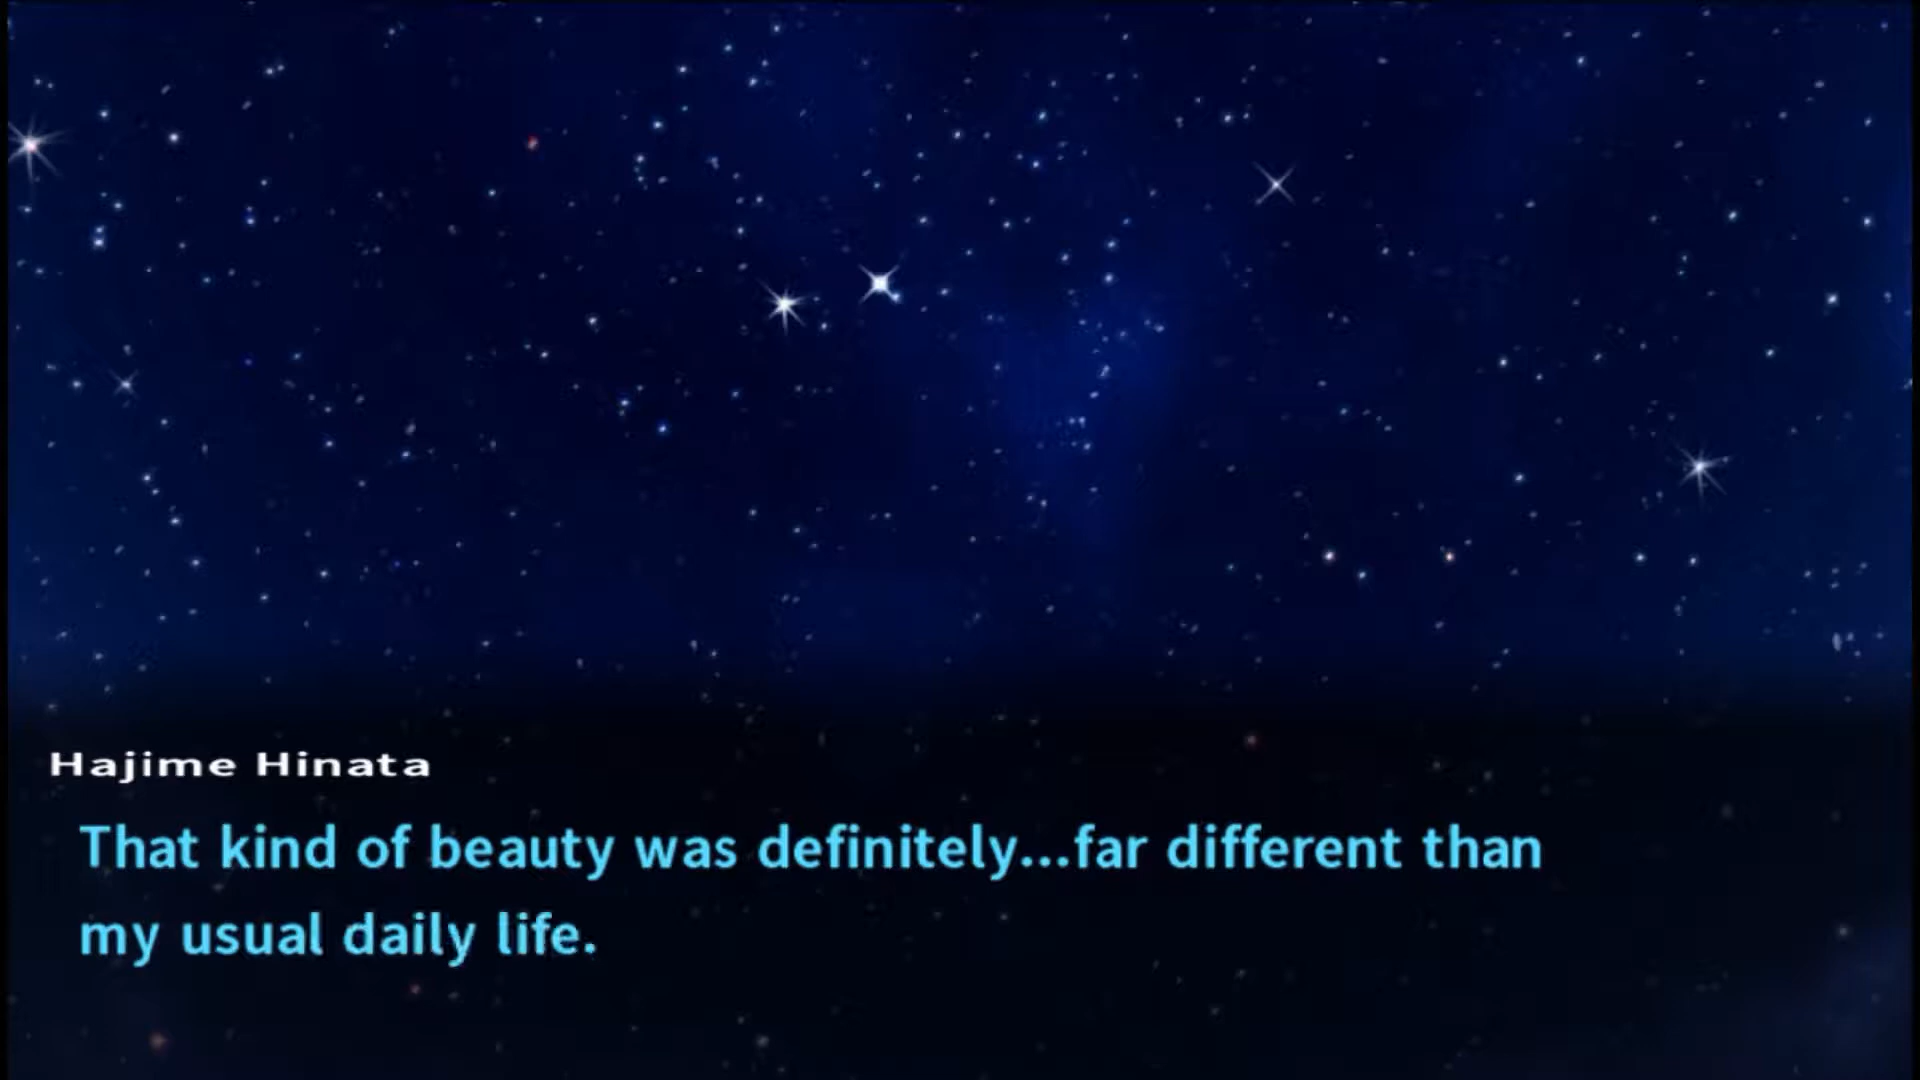 Hajime Hinata
That kind of beauty was definitely...far different than
my usual daily life.